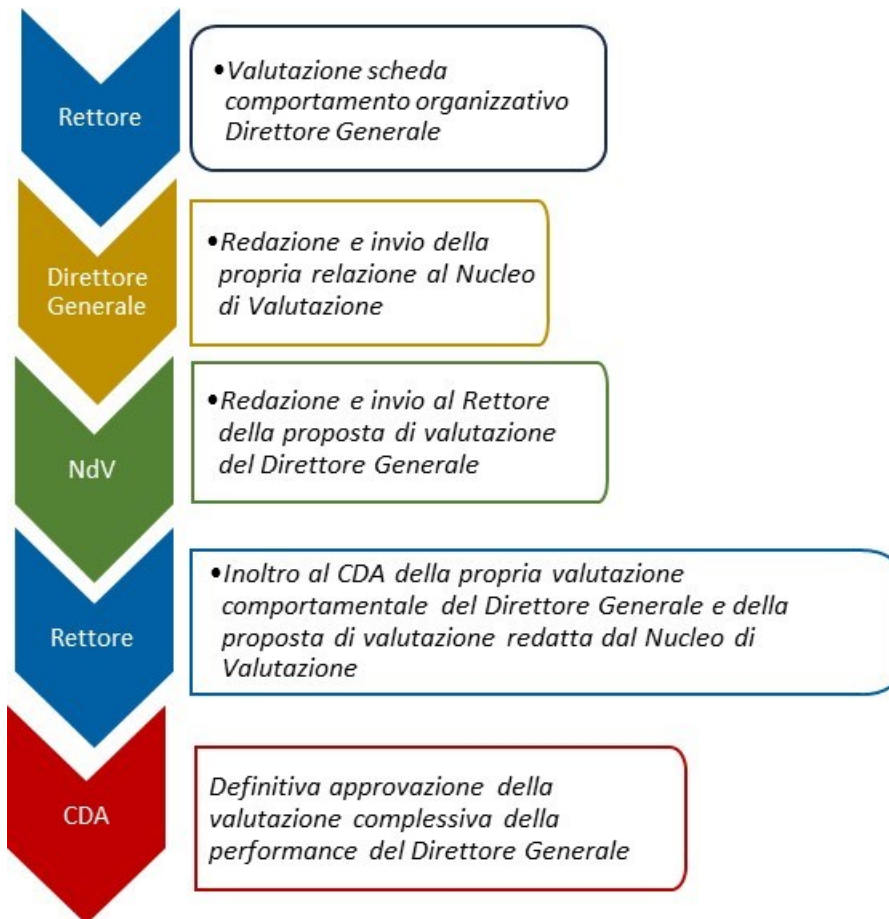 Rettore
•Valutazione scheda
comportamento organizzativo
Direttore Generale
Direttore
Generale
•Redazione e invio della
propria relazione al Nucleo
di Valutazione
NdV
•Redazione e invio al Rettore
della proposta di valutazione
del Direttore Generale
Rettore
•Inoltro al CDA della propria valutazione
comportamentale del Direttore Generale e della
proposta di valutazione redatta dal Nucleo di
Valutazione
CDA
Definitiva approvazione della
valutazione complessiva della
performance del Direttore Generale